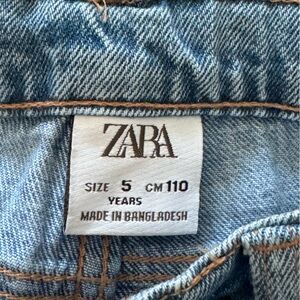 ZARA
SIZE 5 CM 110
YEARS
MADE IN BANGLADESH